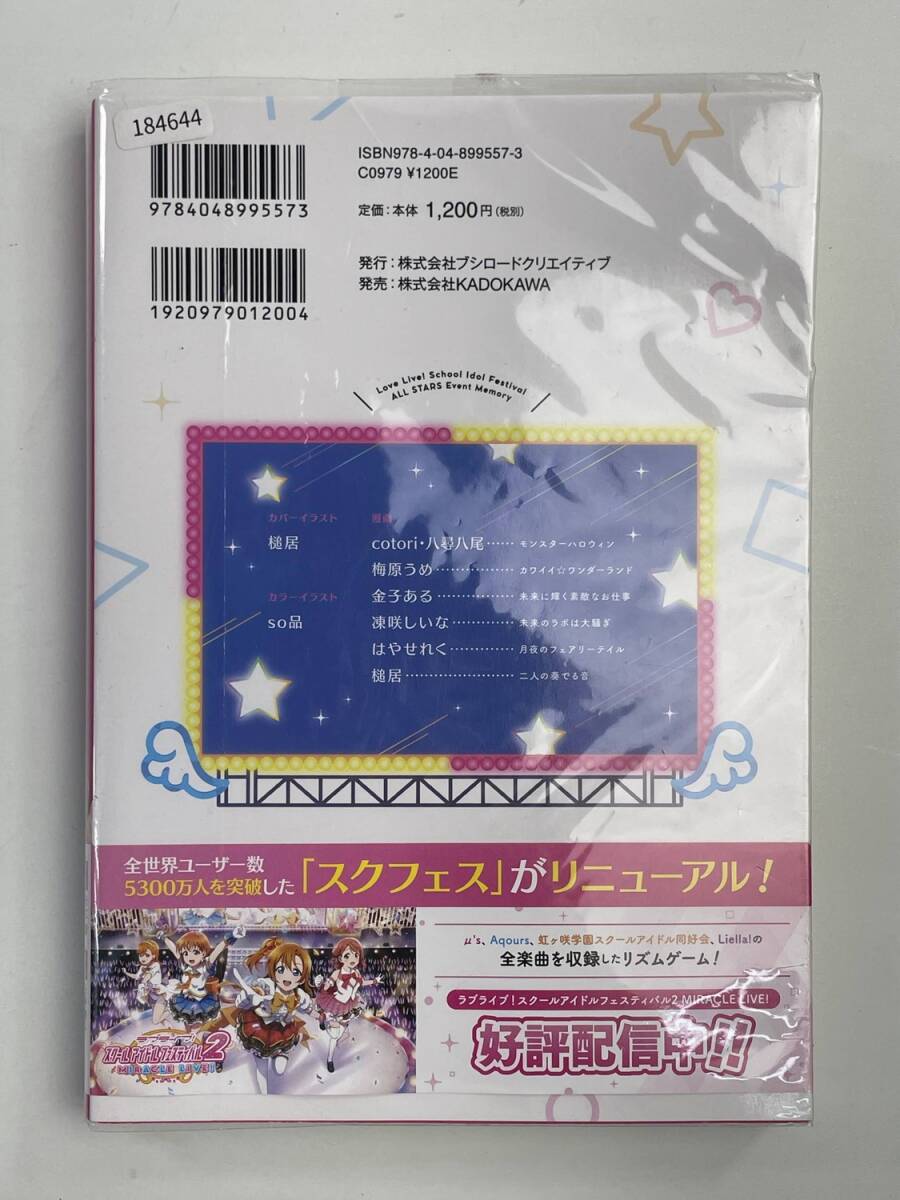 184644
ISBN978-4-04-899557-3
C0979 ¥1200E
9784048995573
定価:本体 1,200円(税別)
1920979012004
発行:株式会社ブシロードクリエイティブ
発売:株式会社KADOKAWA
Love Live! School Idol Festival
ALL STARS Event Memory
カバーイラスト
槌居
カラーイラスト
so品
漫画
cotori・八尋八尾……モンスターハロウィン
梅原うめ……………カワイイ☆ワンダーランド
金子ある……………未来に輝く素敵なお仕事
凍咲しいな…………未来のラボは大騒ぎ
はやせれく…………月夜のフェアリーテイル
槌居…………………二人の奏でる音
全世界ユーザー数
5300万人を突破した「スクフェス」がリニューアル!
μ's、Aqours、虹ヶ咲学園スクールアイドル同好会、Liella!の
全楽曲を収録したリズムゲーム!
ラブライブ!スクールアイドルフェスティバル2 MIRACLE LIVE!
好評配信中!!
ラブライブ!
スクールアイドルフェスティバル2
MIRACLE LIVE!